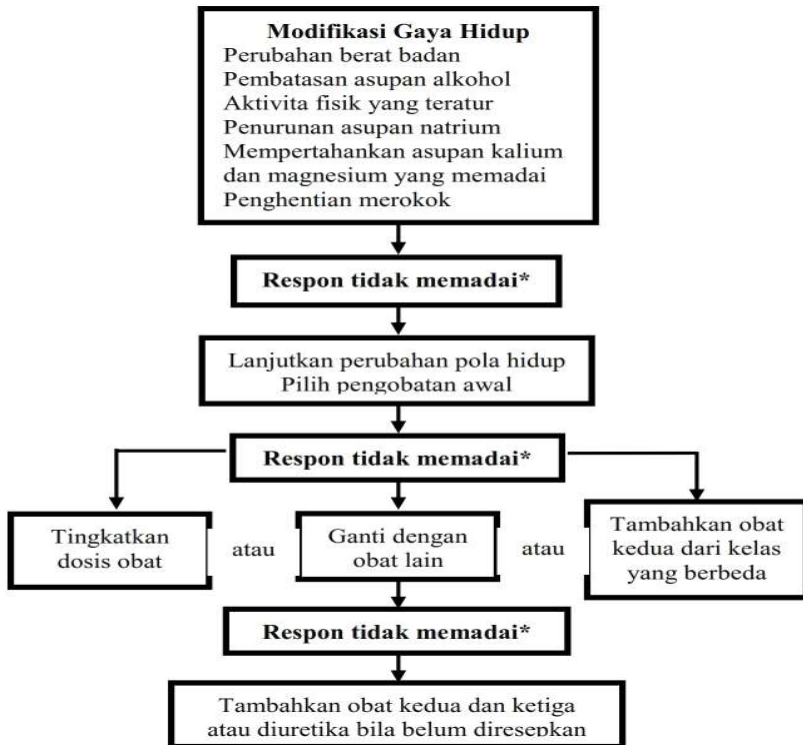 Modifikasi Gaya Hidup
Perubahan berat badan
Pembatasan asupan alkohol
Aktivita fisik yang teratur
Penurunan asupan natrium
Mempertahankan asupan kalium
dan magnesium yang memadai
Penghentian merokok
Respon tidak memadai*
Lanjutkan perubahan pola hidup
Pilih pengobatan awal
Respon tidak memadai*
Tingkatkan
dosis obat
atau
Ganti dengan
obat lain
atau
Tambahkan obat
kedua dari kelas
yang berbeda
Respon tidak memadai*
Tambahkan obat kedua dan ketiga
atau diuretika bila belum diresepkan